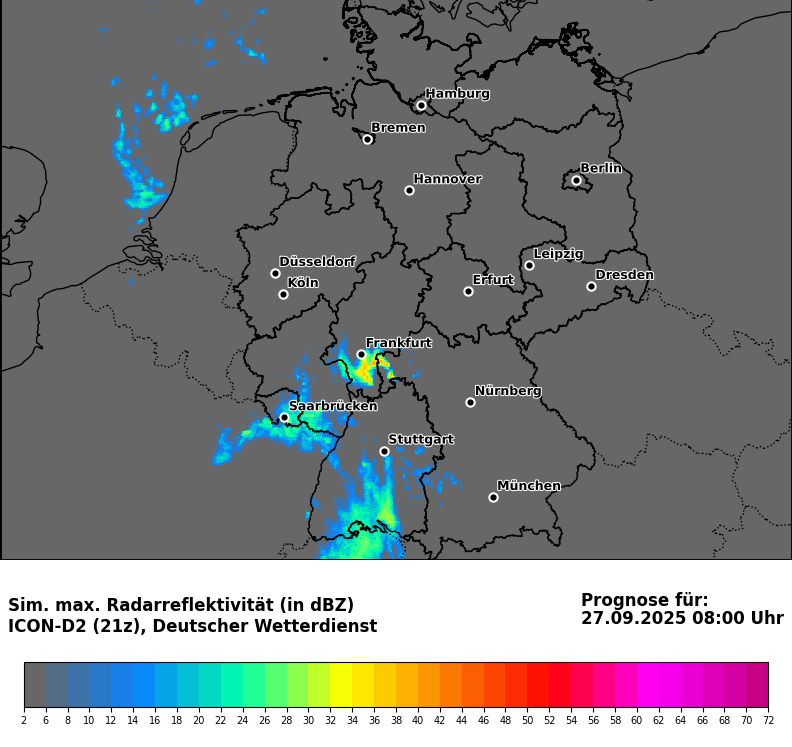 Hamburg
Bremen
Berlin
Hannover
Leipzig
Düsseldorf
Dresden
Erfurt
Köln
Frankfurt
Nürnberg
Saarbrücken
Stuttgart
München
Sim. max. Radarreflektivität (in dBZ)
ICON-D2 (21z), Deutscher Wetterdienst
Prognose für:
27.09.2025 08:00 Uhr
2 6 8 10 12 14 16 18 20 22 24 26 28 30 32 34 36 38 40 42 44 46 48 50 52 54 56 58 60 62 64 66 68 70 72